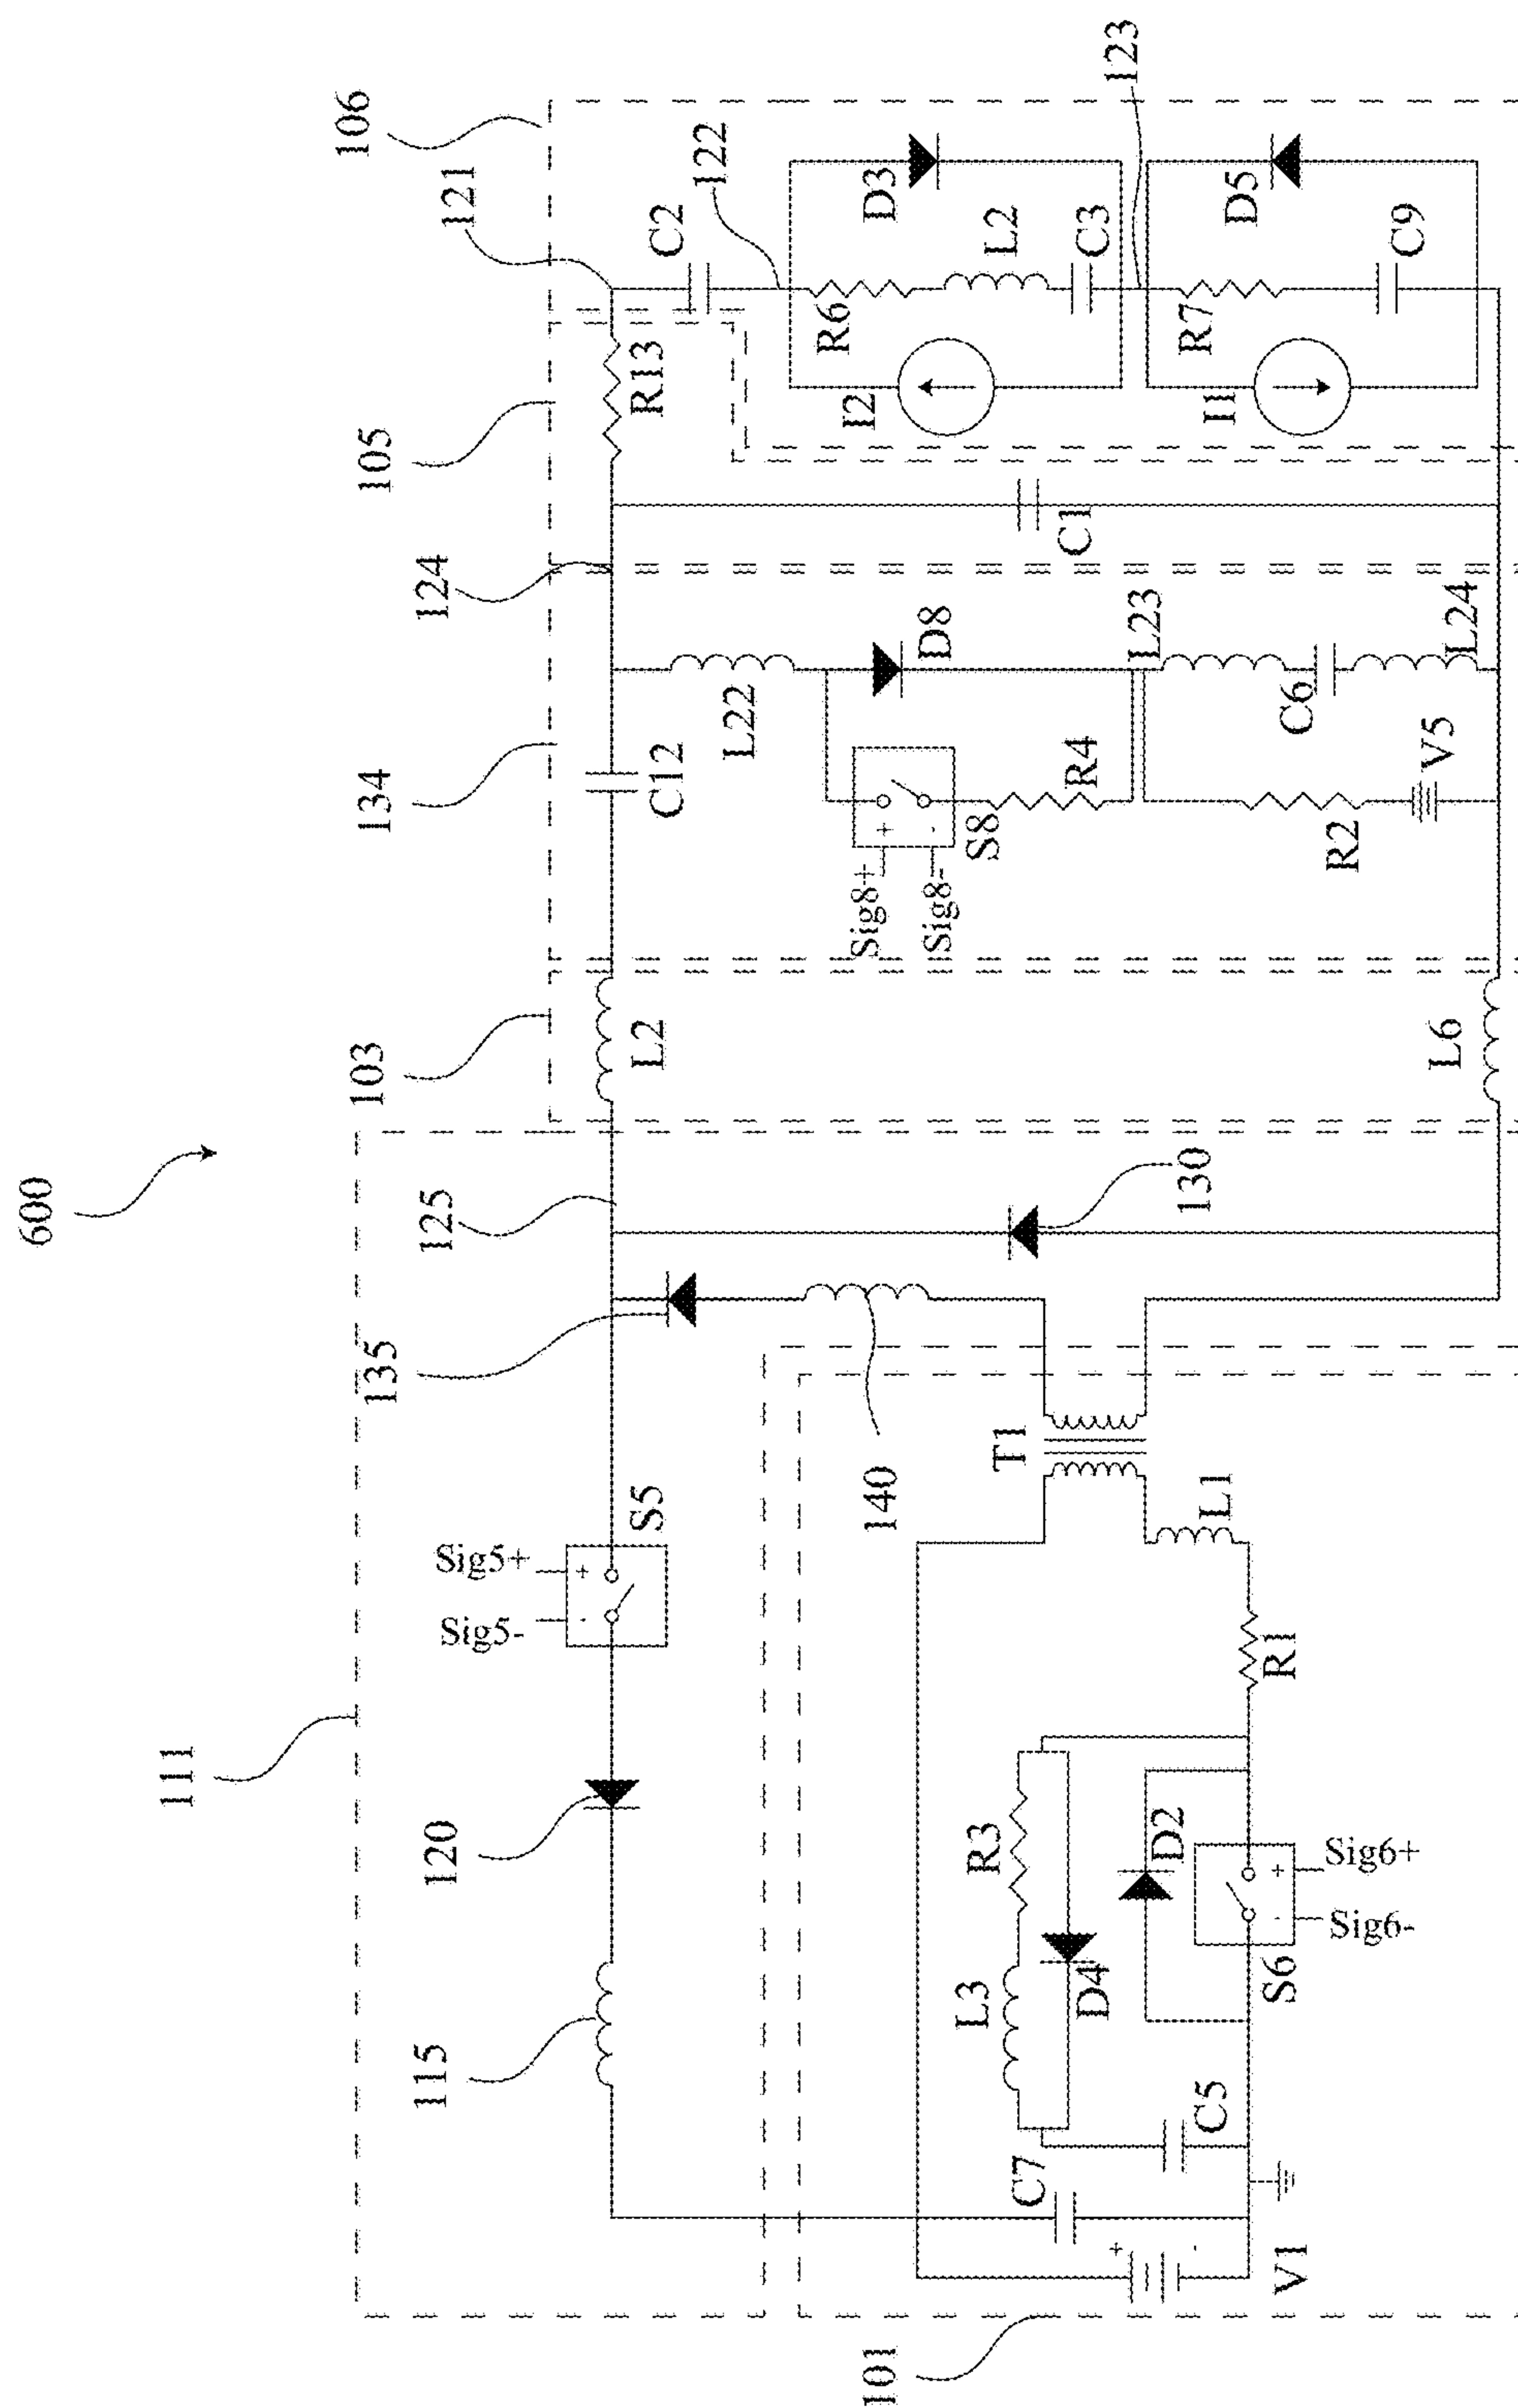 600
111
125
103
134
124
105
121
106
115
120
Sig5-
Sig5+
S5
135
L2
C12
R13
C2
122
L22
D8
R6
D3
L2
C3
123
I2
Sig8+
Sig8-
+
-
S8
R4
L23
C1
R7
D5
C9
I1
140
130
T1
L1
R1
R3
L3
D4
D2
C7
C5
S6
Sig6-
Sig6+
-
+
+
-
V1
101
-
+
L6
R2
V5
C6
L24